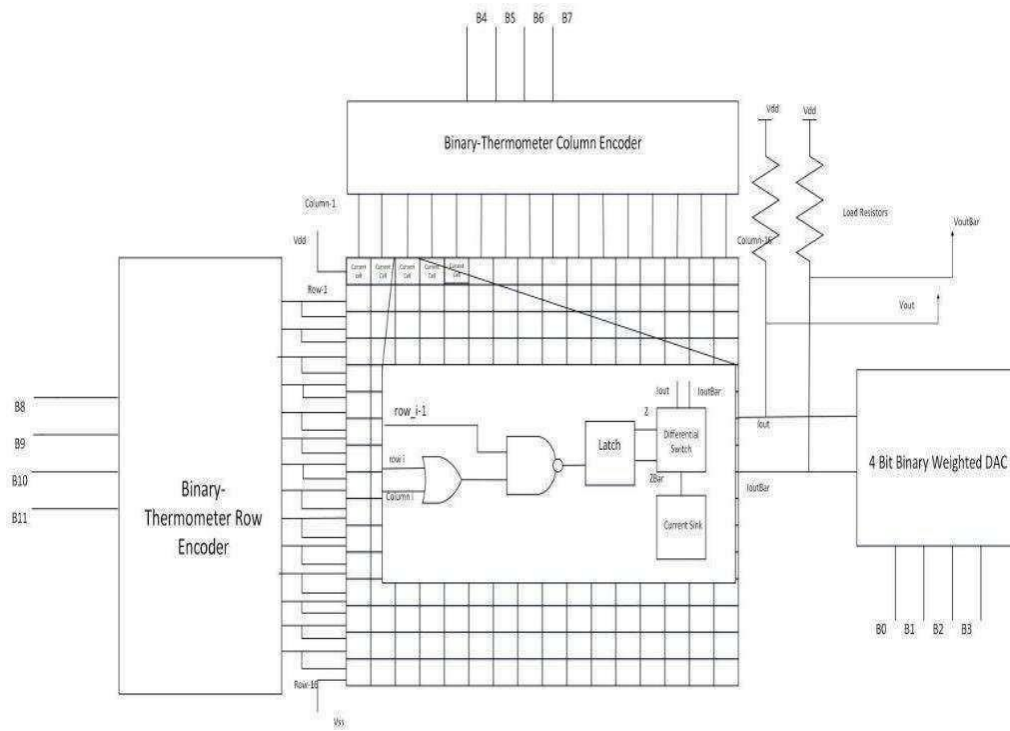 B4 B5 B6 B7
Binary-Thermometer Column Encoder
Vdd Vdd
Load Resistors
VoutBar
Vout
Column-1
Column-16
Vdd
Current Cell Current Cell Current Cell Current Cell Current Cell
Row-1
B8
B9
B10
B11
Binary-
Thermometer Row
Encoder
row_i-1
row i
Column i
Latch
Z
ZBar
Iout IoutBar
Differential
Switch
Current Sink
Iout
IoutBar
4 Bit Binary Weighted DAC
B0 B1 B2 B3
Row-16
Vss